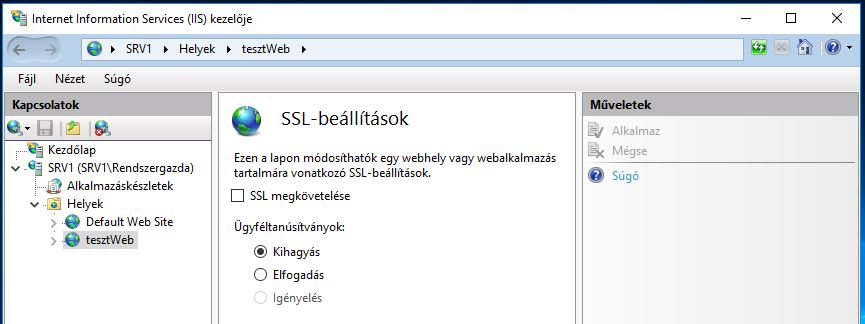 Internet Information Services (IIS) kezelője
SRV1 Helyek tesztWeb
Fájl Nézet Súgó
Kapcsolatok
Kezdőlap
SRV1 (SRV1\Rendszergazda)
Alkalmazáskészletek
Helyek
Default Web Site
tesztWeb
SSL-beállítások
Ezen a lapon módosíthatók egy webhely vagy webalkalmazás
tartalmára vonatkozó SSL-beállítások.
SSL megkövetelése
Ügyféltanúsítványok:
Kihagyás
Elfogadás
Igénylés
Műveletek
Alkalmaz
Mégse
Súgó